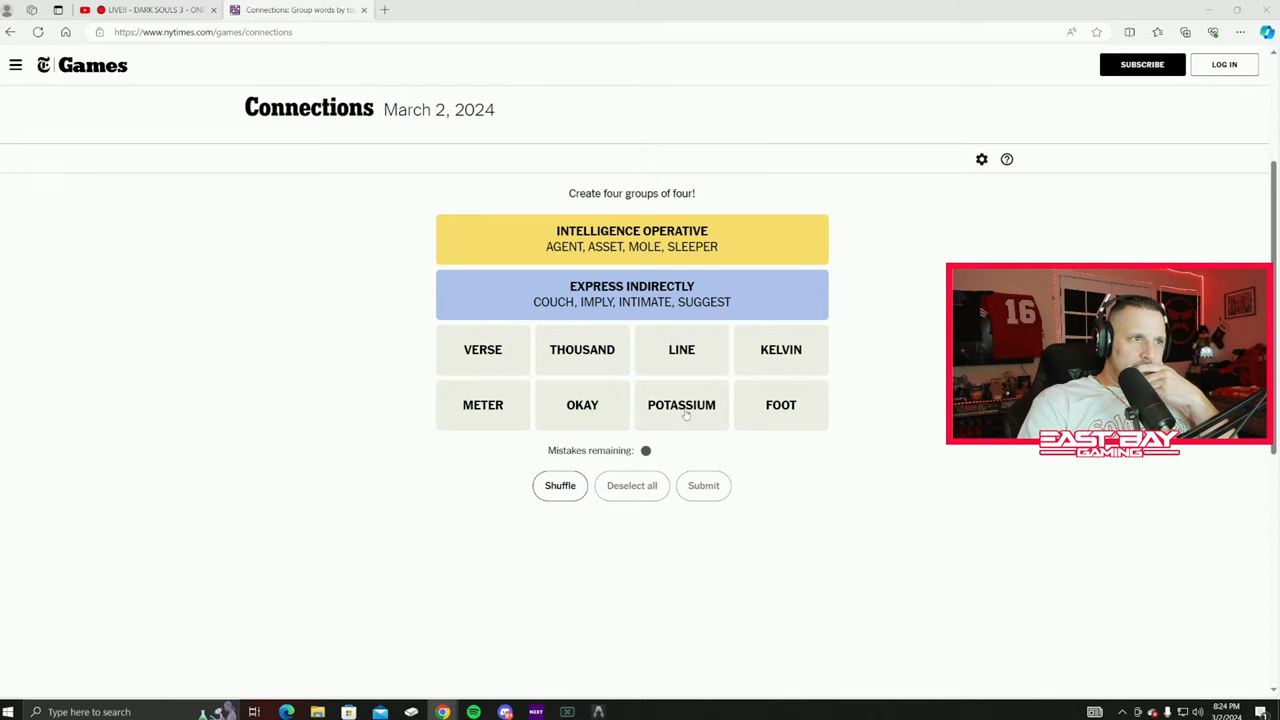 LIVE!! - DARK SOULS 3 - ON
Connections: Group words by to
https://www.nytimes.com/games/connections
Games
SUBSCRIBE
LOG IN
Connections March 2, 2024
Create four groups of four!
INTELLIGENCE OPERATIVE
AGENT, ASSET, MOLE, SLEEPER
EXPRESS INDIRECTLY
COUCH, IMPLY, INTIMATE, SUGGEST
VERSE THOUSAND LINE KELVIN
METER OKAY POTASSIUM FOOT
Mistakes remaining:
Shuffle Deselect all Submit
16
EAST BAY
GAMING
Type here to search
NEXT
8:24 PM
3/2/2024